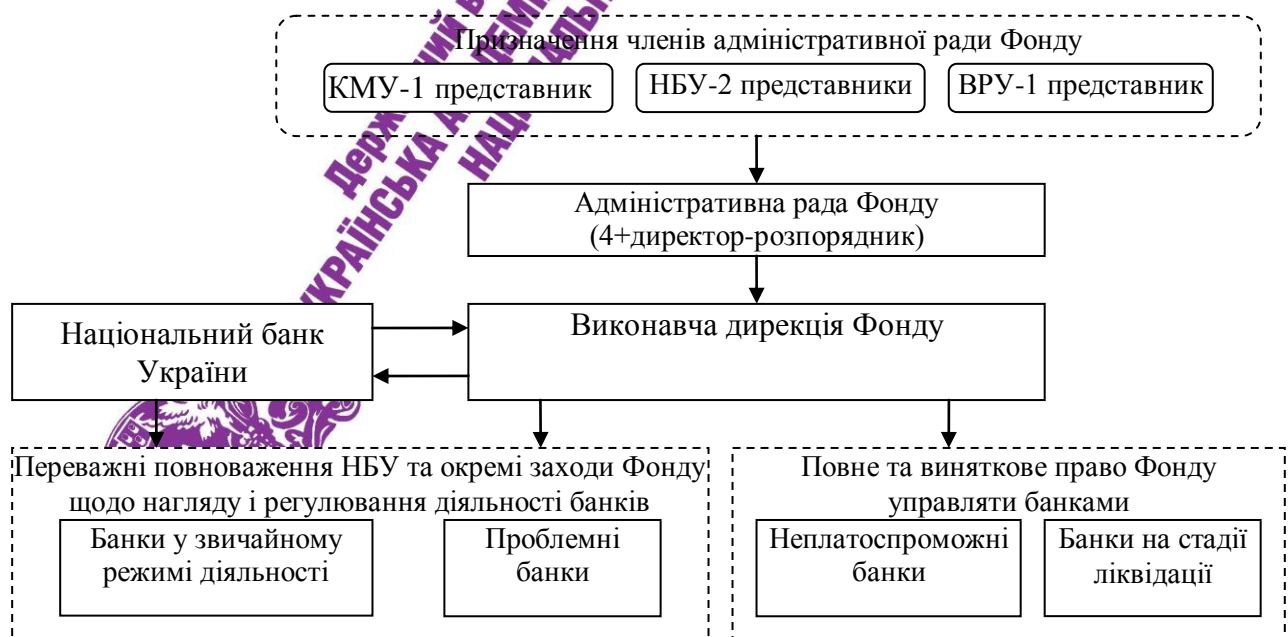 Призначення членів адміністративної ради Фонду
КМУ-1 представник
НБУ-2 представники
ВРУ-1 представник
Адміністративна рада Фонду
(4+директор-розпорядник)
Національний банк
України
Виконавча дирекція Фонду
Переважні повноваження НБУ та окремі заходи Фонду
щодо нагляду і регулювання діяльності банків
Банки у звичайному
режимі діяльності
Проблемні
банки
Повне та виняткове право Фонду
управляти банками
Неплатоспроможні
банки
Банки на стадії
ліквідації